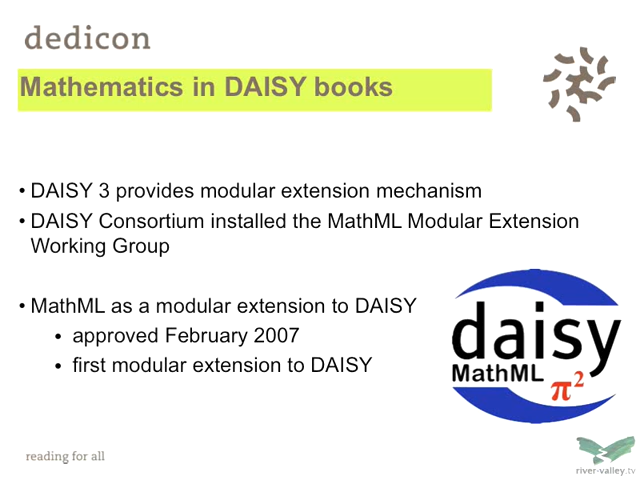 dedicon
Mathematics in DAISY books
• DAISY 3 provides modular extension mechanism
• DAISY Consortium installed the MathML Modular Extension
Working Group
• MathML as a modular extension to DAISY
• approved February 2007
• first modular extension to DAISY
daisy
MathML π²
reading for all
river-valley.tv